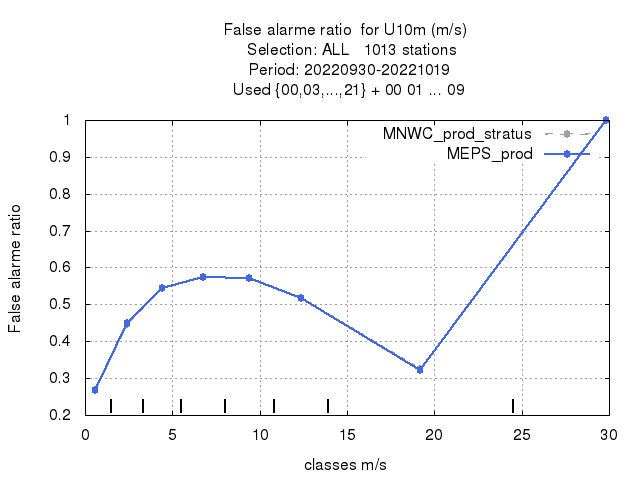 False alarme ratio  for U10m (m/s)
Selection: ALL   1013 stations
Period: 20220930-20221019
Used {00,03,...,21} + 00 01 ... 09
MNWC_prod_stratus
MEPS_prod
False alarme ratio
1
0.9
0.8
0.7
0.6
0.5
0.4
0.3
0.2
0 5 10 15 20 25 30
classes m/s